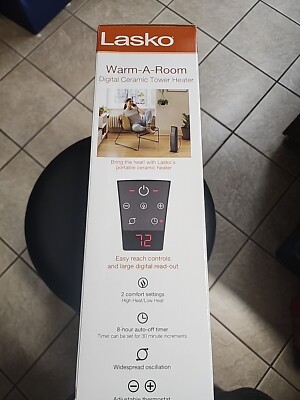 Lasko
Warm-A-Room
Digital Ceramic Tower Heater
Bring the heat! with Lasko's
portable ceramic heater
72
Easy reach controls
and large digital read-out
2 comfort settings
High Heat/Low Heat
8-hour auto-off timer
Timer can be set for 30 minute increments
Widespread oscillation
Adjustable thermostat